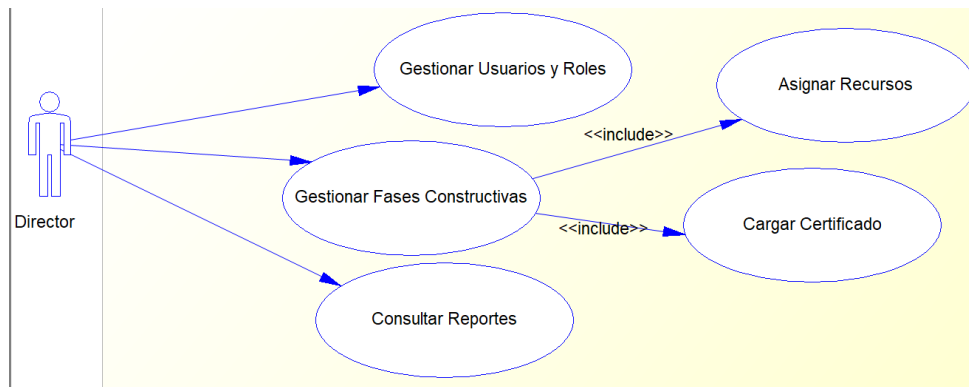 Gestionar Usuarios y Roles
Asignar Recursos
<<include>>
Gestionar Fases Constructivas
Director
<<include>>
Cargar Certificado
Consultar Reportes